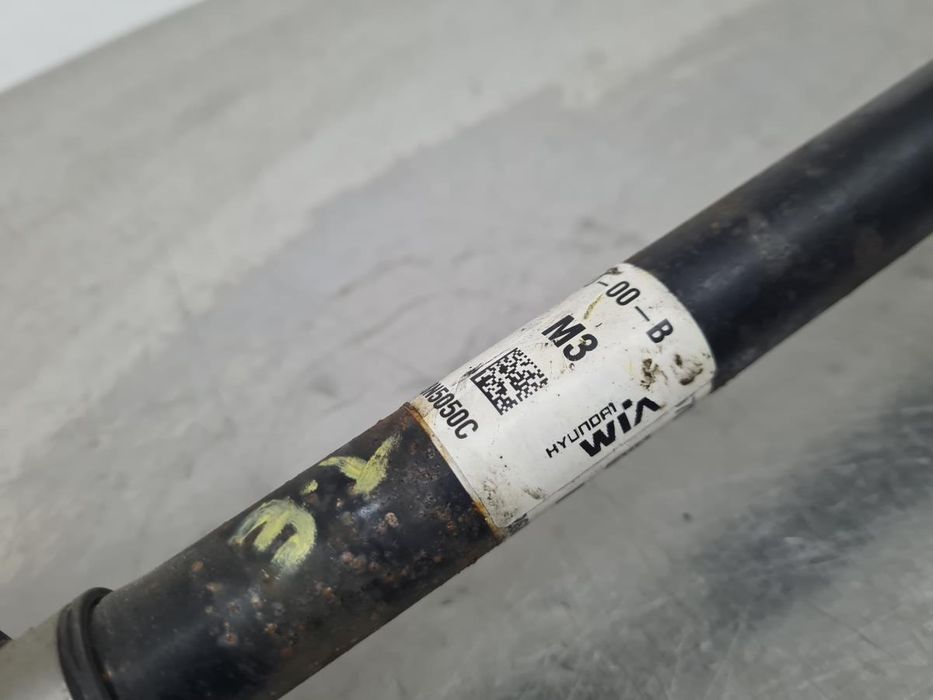 -00-B
M3
N5050C
HYUNDAI
WIA